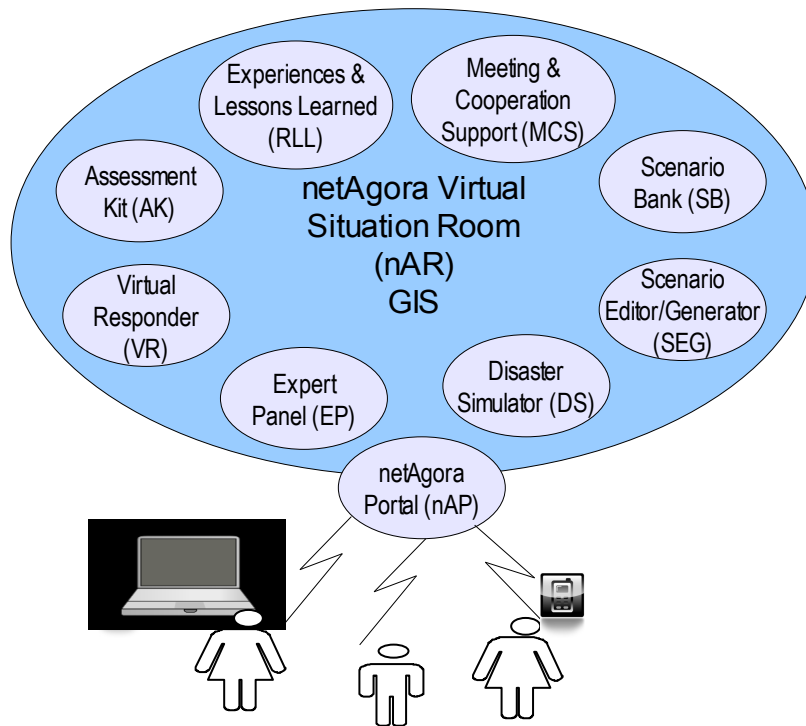 Experiences &
Lessons Learned
(RLL)
Meeting &
Cooperation
Support (MCS)
Assessment
Kit (AK)
netAgora Virtual
Situation Room
(nAR)
GIS
Scenario
Bank (SB)
Virtual
Responder
(VR)
Scenario
Editor/Generator
(SEG)
Expert
Panel (EP)
Disaster
Simulator (DS)
netAgora
Portal (nAP)